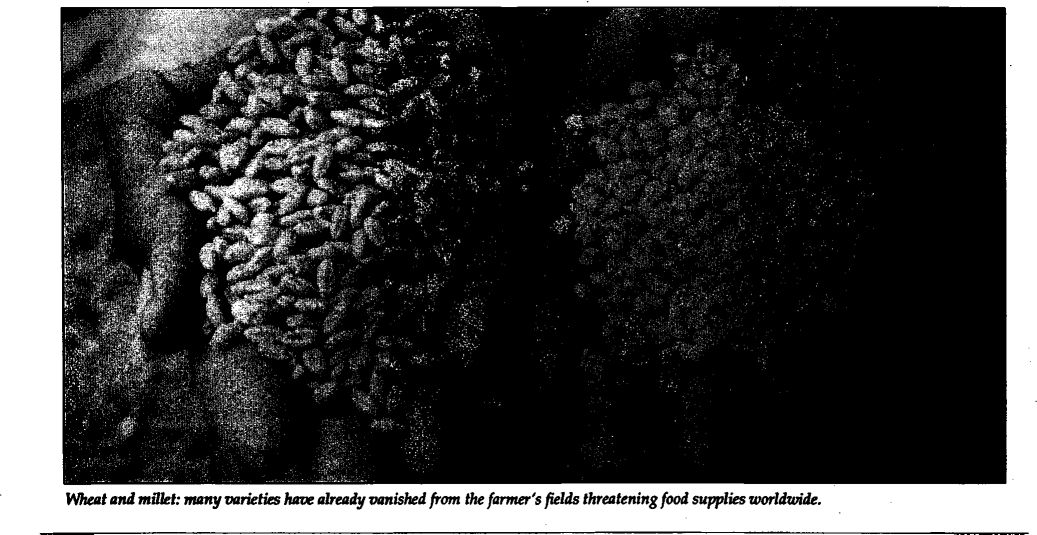 Wheat and millet: many varieties have already vanished from the farmer's fields threatening food supplies worldwide.